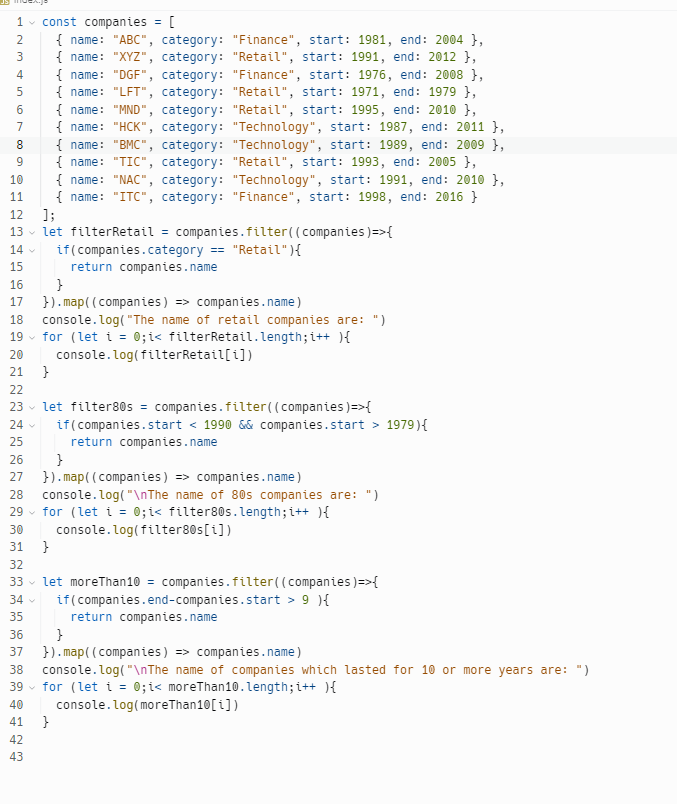 index.js
1 const companies = [
2 { name: "ABC", category: "Finance", start: 1981, end: 2004 },
3 { name: "XYZ", category: "Retail", start: 1991, end: 2012 },
4 { name: "DGF", category: "Finance", start: 1976, end: 2008 },
5 { name: "LFT", category: "Retail", start: 1971, end: 1979 },
6 { name: "MND", category: "Retail", start: 1995, end: 2010 },
7 { name: "HCK", category: "Technology", start: 1987, end: 2011 },
8 { name: "BMC", category: "Technology", start: 1989, end: 2009 },
9 { name: "TIC", category: "Retail", start: 1993, end: 2005 },
10 { name: "NAC", category: "Technology", start: 1991, end: 2010 },
11 { name: "ITC", category: "Finance", start: 1998, end: 2016 }
12 ];
13 let filterRetail = companies.filter((companies)=>{
14 if(companies.category == "Retail"){
15 return companies.name
16 }
17 }).map((companies) => companies.name)
18 console.log("The name of retail companies are: ")
19 for (let i = 0;i< filterRetail.length;i++ ){
20 console.log(filterRetail[i])
21 }
22
23 let filter80s = companies.filter((companies)=>{
24 if(companies.start < 1990 && companies.start > 1979){
25 return companies.name
26 }
27 }).map((companies) => companies.name)
28 console.log("\nThe name of 80s companies are: ")
29 for (let i = 0;i< filter80s.length;i++ ){
30 console.log(filter80s[i])
31 }
32
33 let moreThan10 = companies.filter((companies)=>{
34 if(companies.end-companies.start > 9 ){
35 return companies.name
36 }
37 }).map((companies) => companies.name)
38 console.log("\nThe name of companies which lasted for 10 or more years are: ")
39 for (let i = 0;i< moreThan10.length;i++ ){
40 console.log(moreThan10[i])
41 }
42
43